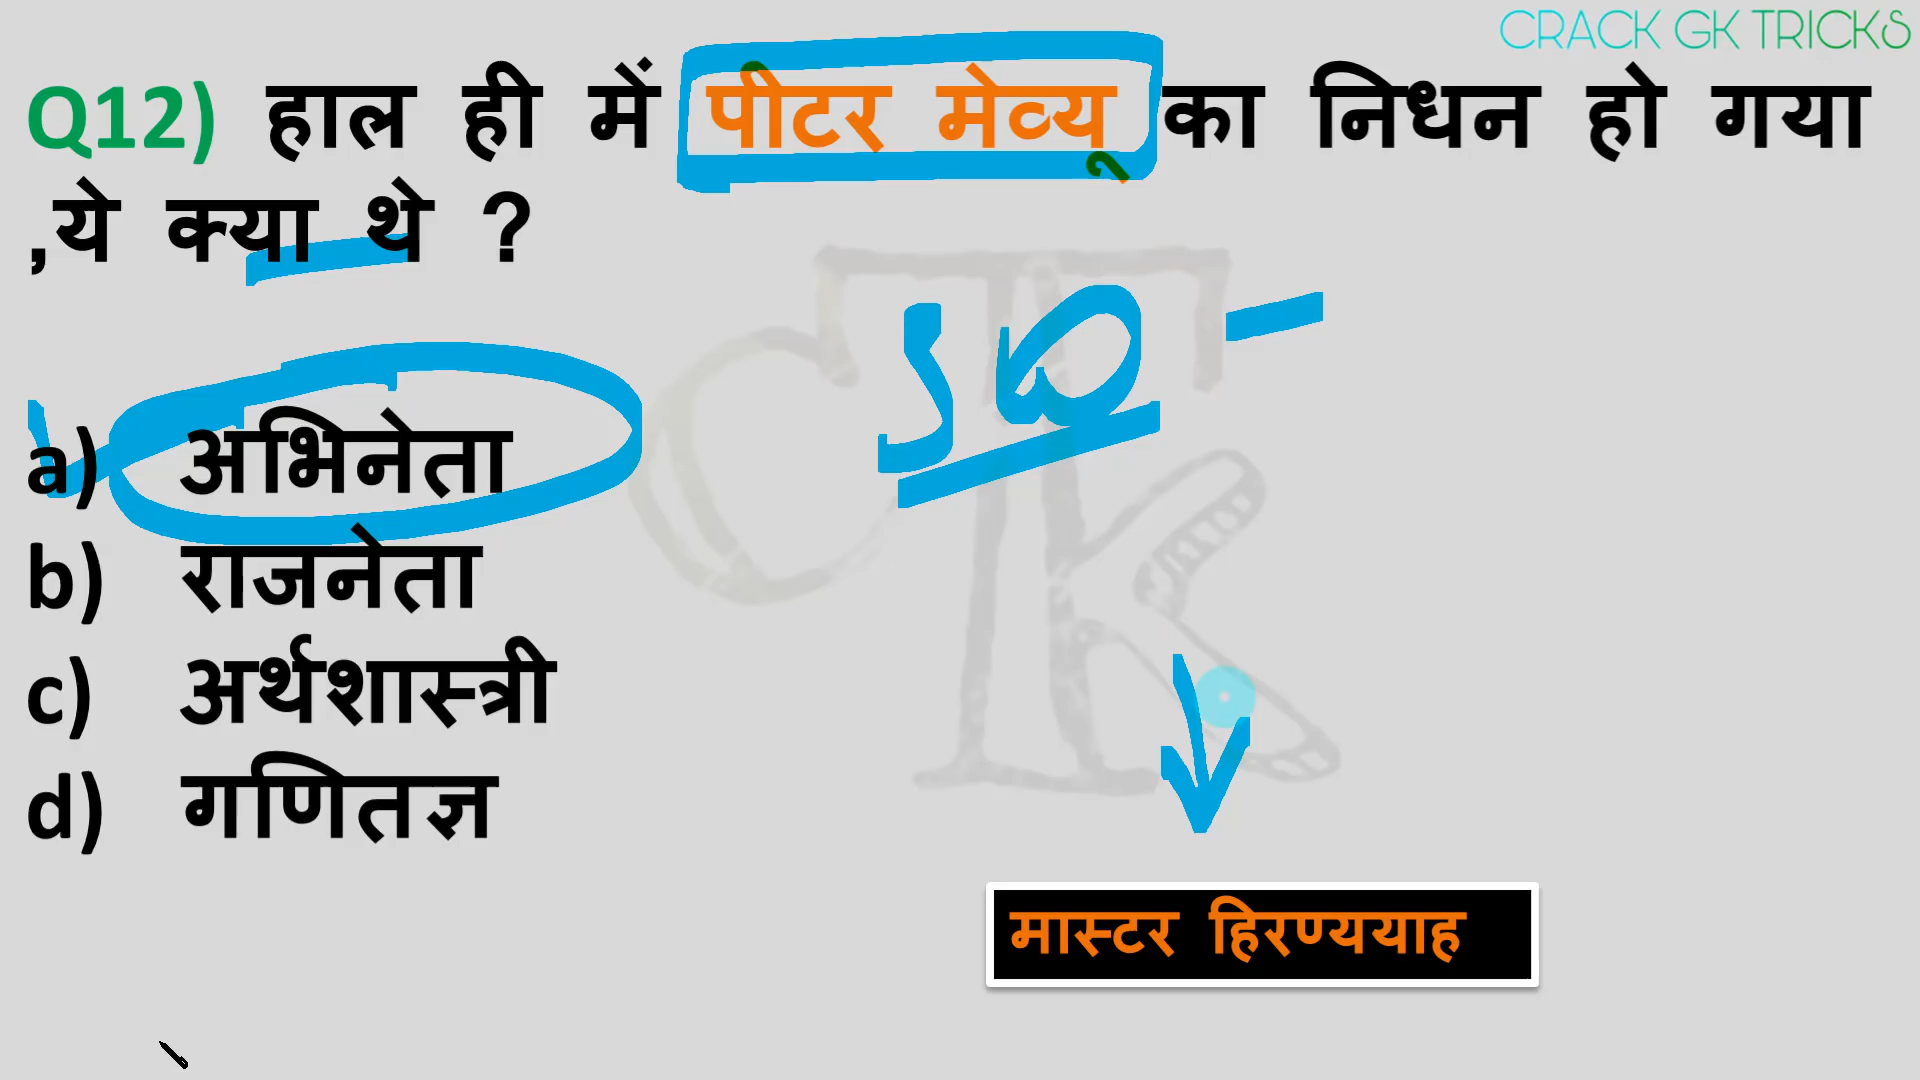 CRACK GK TRICKS
Q12) हाल ही में पीटर मेव्यू का निधन हो गया
,ये क्या थे ?
a) अभिनेता
b) राजनेता
c) अर्थशास्त्री
d) गणितज्ञ
मास्टर हिरण्ययाह